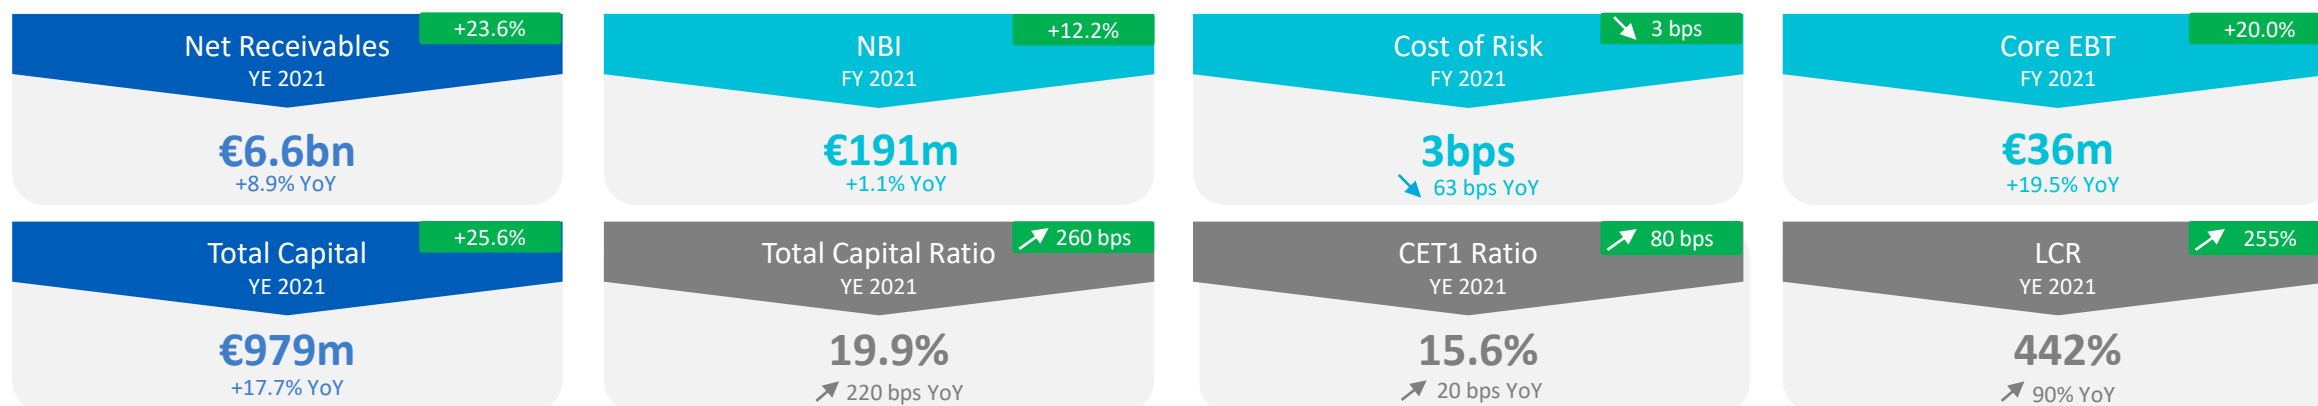 Net Receivables
+23.6%
YE 2021
€6.6bn
+8.9% YoY
NBI
+12.2%
FY 2021
€191m
+1.1% YoY
Cost of Risk
3 bps
FY 2021
3bps
63 bps YoY
Core EBT
+20.0%
FY 2021
€36m
+19.5% YoY
Total Capital
+25.6%
YE 2021
€979m
+17.7% YoY
Total Capital Ratio
260 bps
YE 2021
19.9%
220 bps YoY
CET1 Ratio
80 bps
YE 2021
15.6%
20 bps YoY
LCR
255%
YE 2021
442%
90% YoY